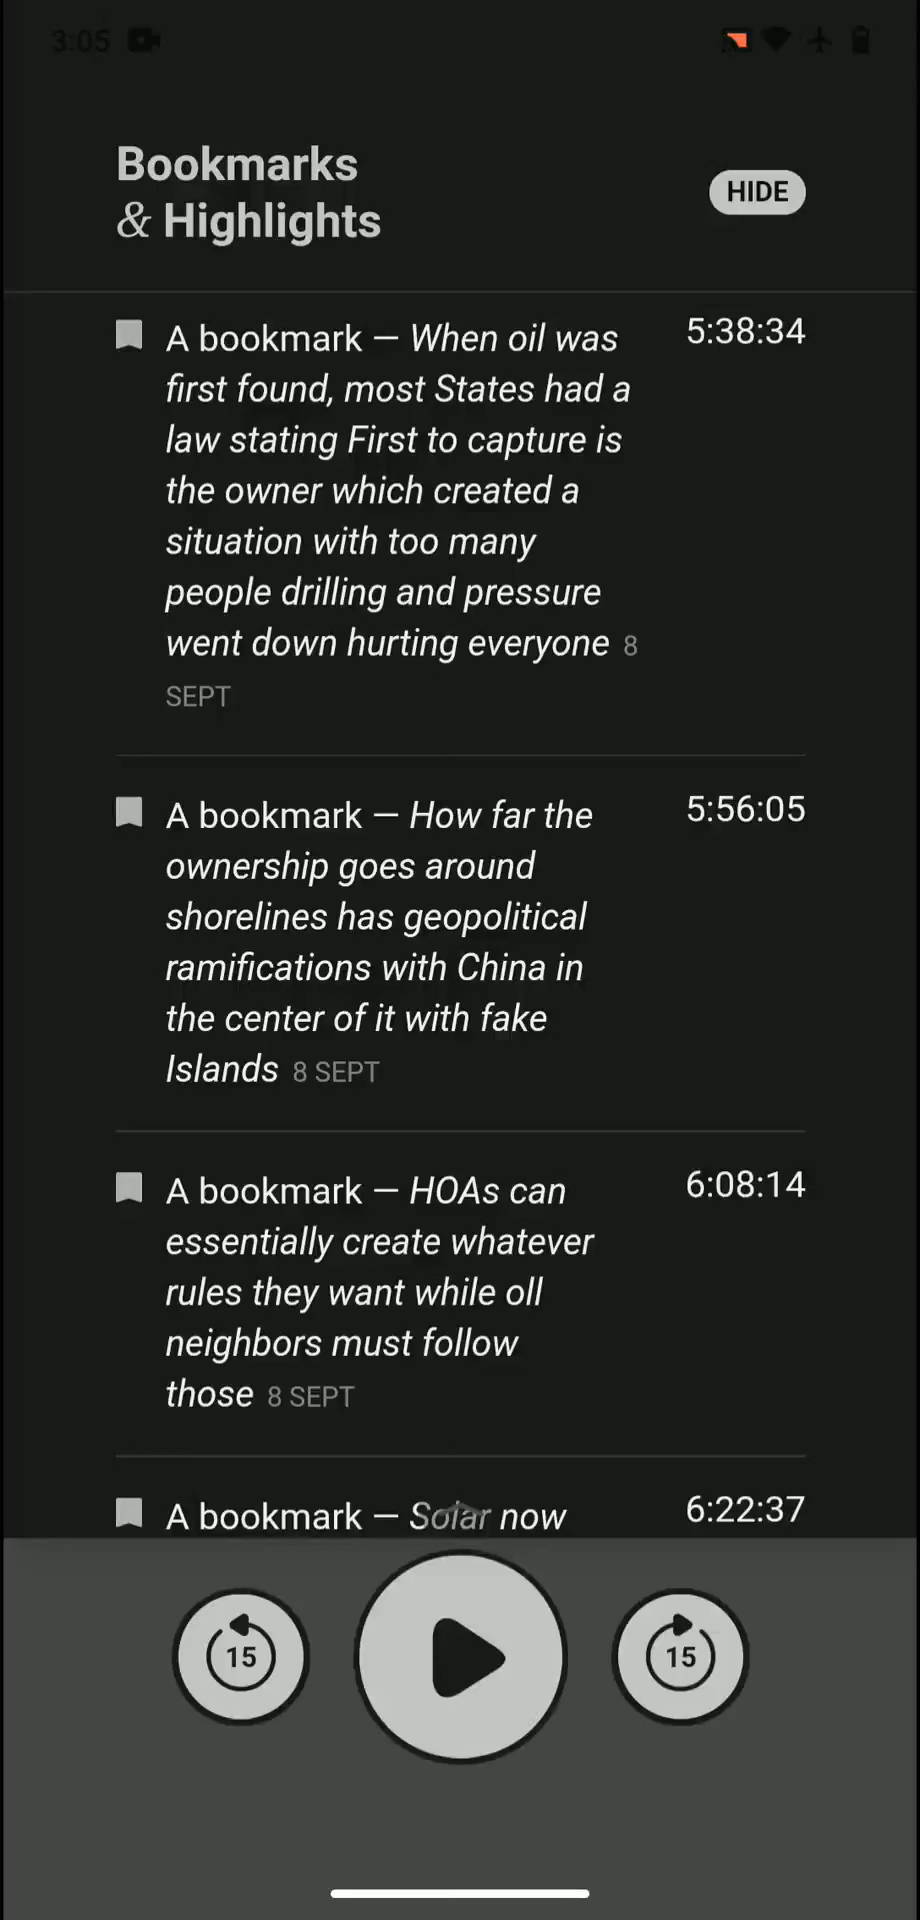 3:05
Bookmarks
& Highlights
HIDE
A bookmark — When oil was
5:38:34
first found, most States had a
law stating First to capture is
the owner which created a
situation with too many
people drilling and pressure
went down hurting everyone 8
SEPT
A bookmark — How far the
5:56:05
ownership goes around
shorelines has geopolitical
ramifications with China in
the center of it with fake
Islands 8 SEPT
A bookmark — HOAs can
6:08:14
essentially create whatever
rules they want while oll
neighbors must follow
those 8 SEPT
A bookmark — Solar now
6:22:37
15
15